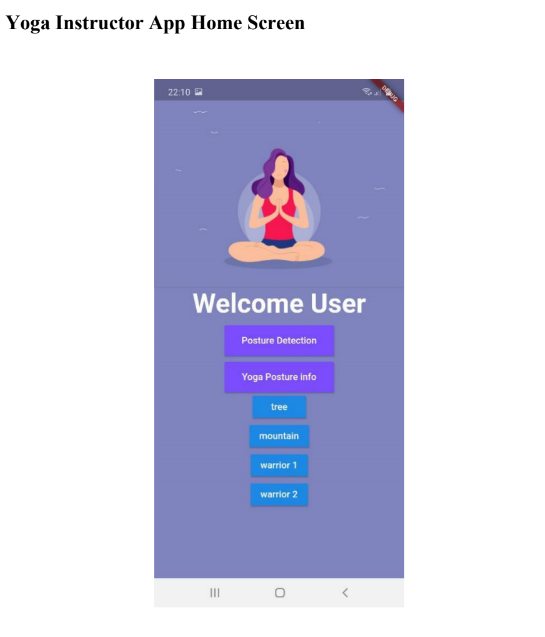 Yoga Instructor App Home Screen
22:10
DEBUG
Welcome User
Posture Detection
Yoga Posture info
tree
mountain
warrior 1
warrior 2